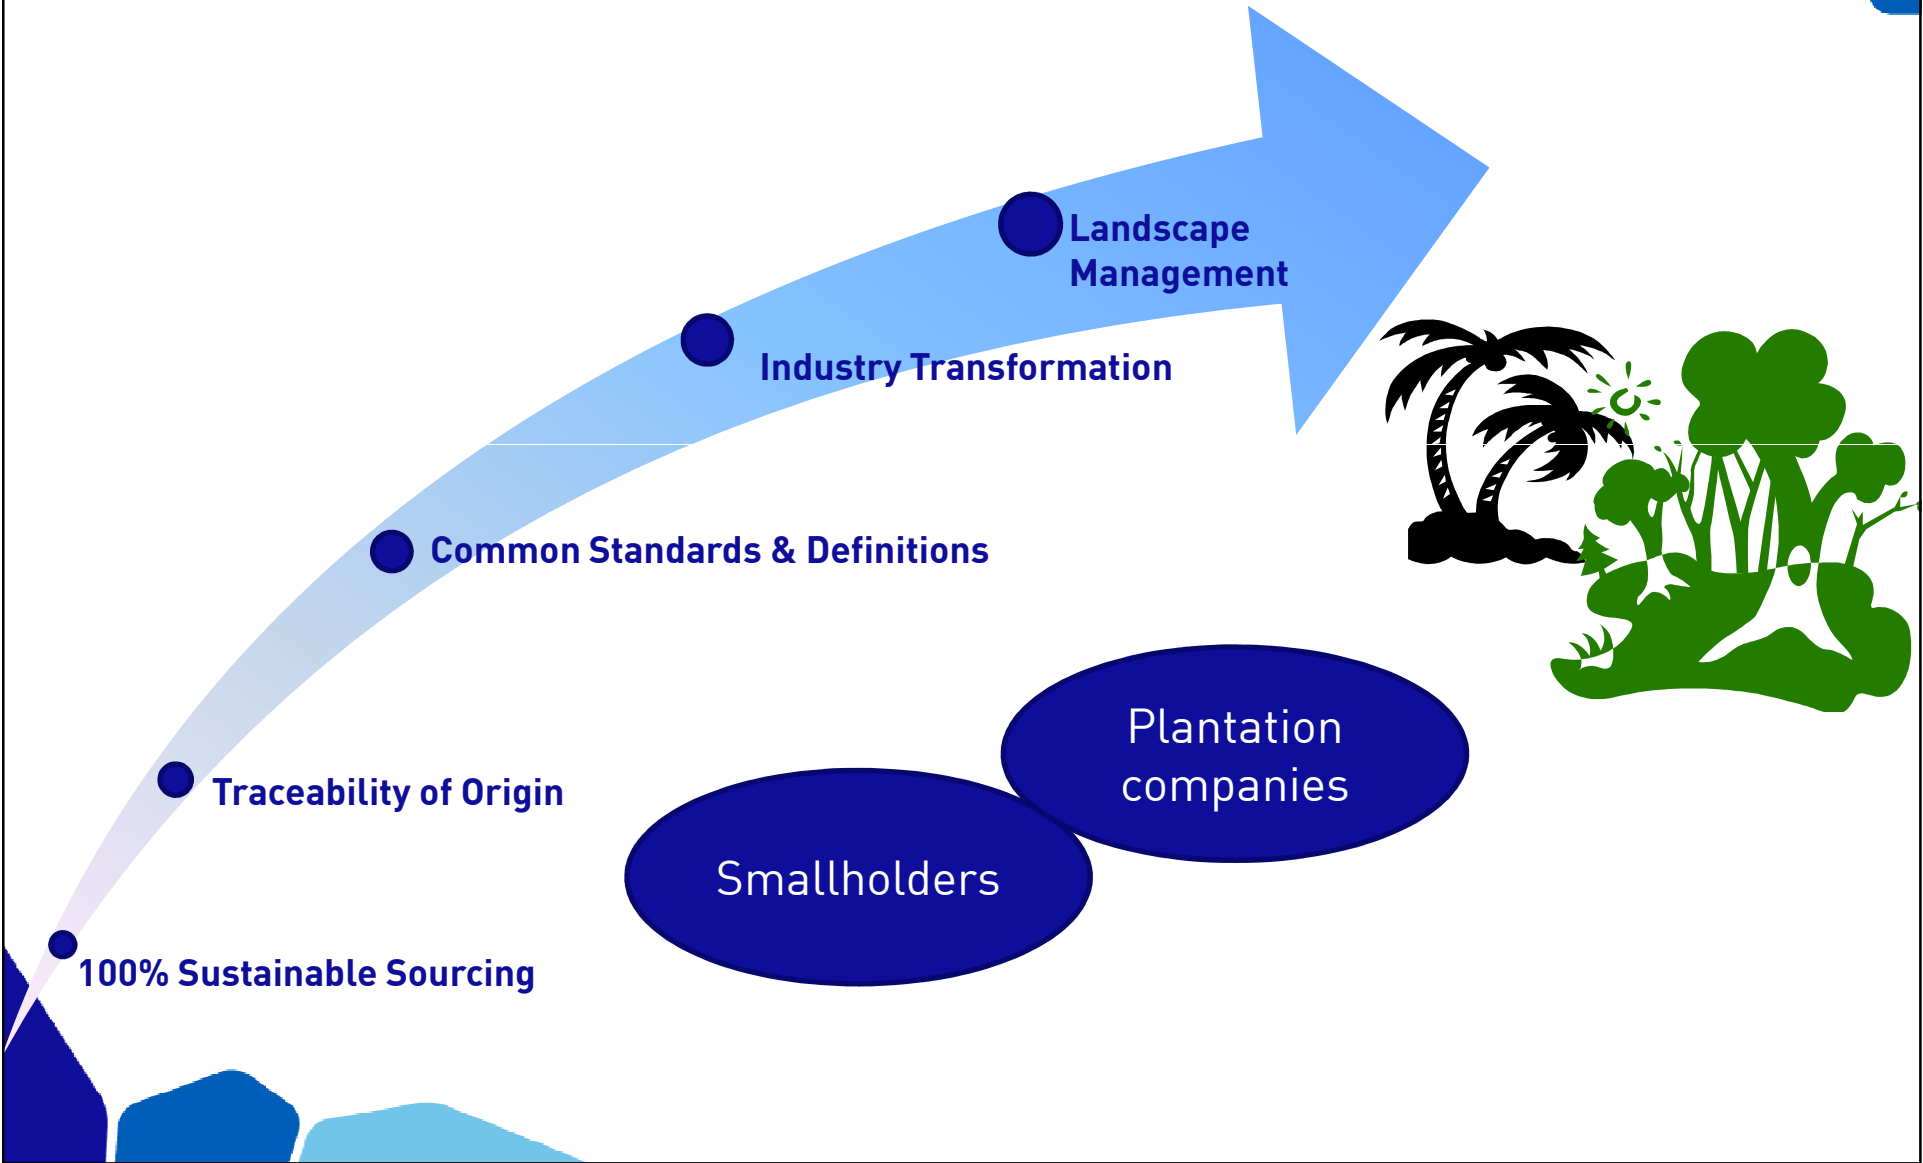 Landscape
Management
Industry Transformation
Common Standards & Definitions
Plantation
companies
Traceability of Origin
Smallholders
100% Sustainable Sourcing